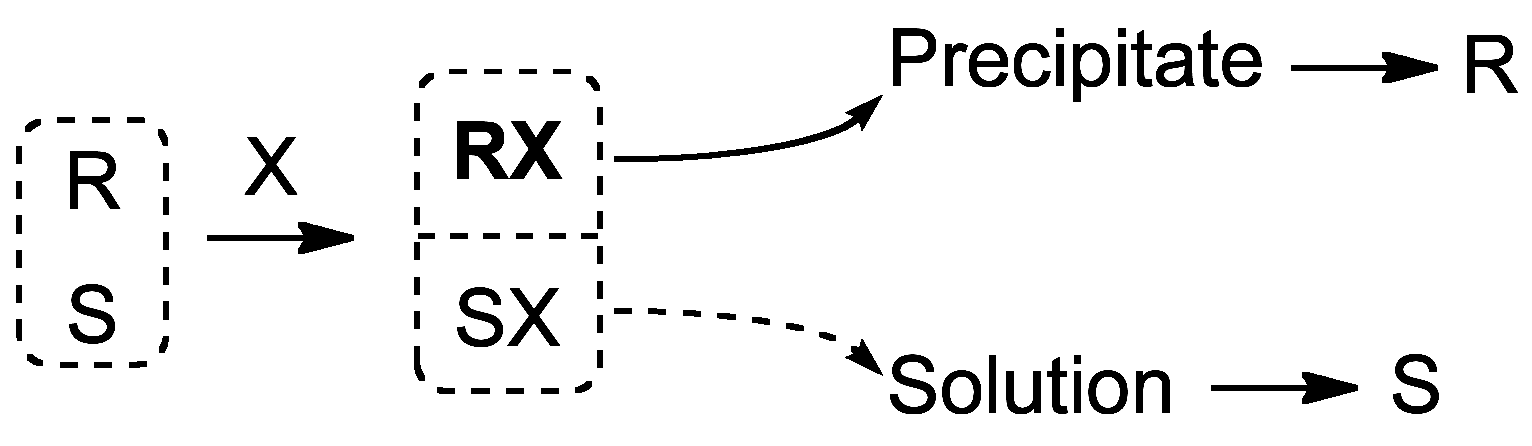 R
S
X
RX
SX
Precipitate
R
Solution
S